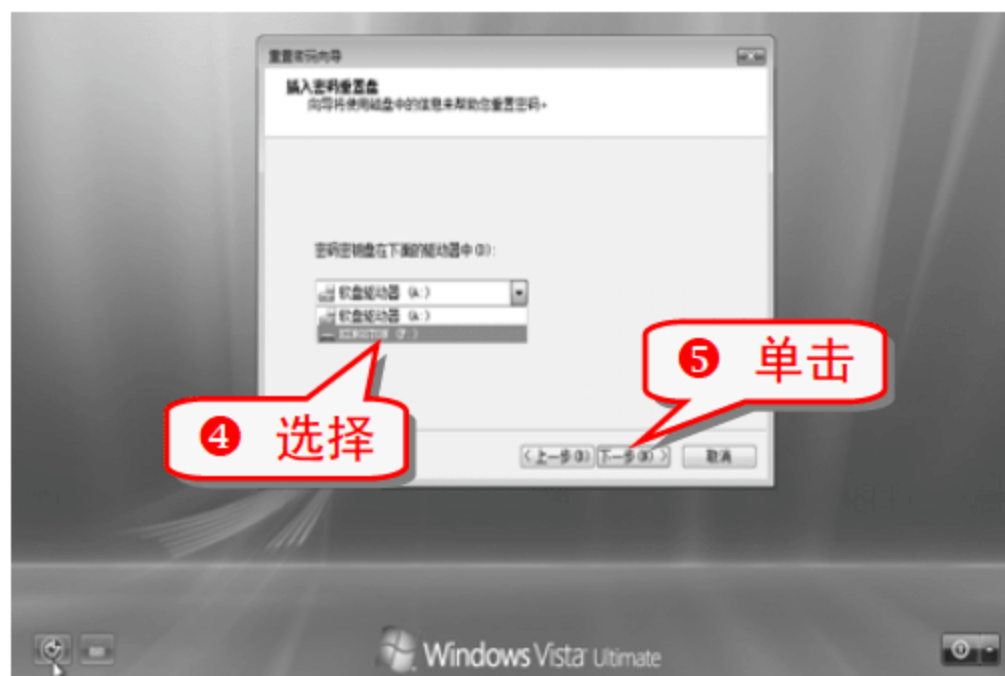 重置密码向导
插入密码重置盘
向导将使用磁盘中的信息来帮助您重置密码。
密码密钥盘在下面的驱动器中(D):
软盘驱动器 (A:)
软盘驱动器 (A:)
KINGSTON (F:)
❺ 单击
❹ 选择
< 上一步(B) 下一步(N) > 取消
Windows Vista Ultimate